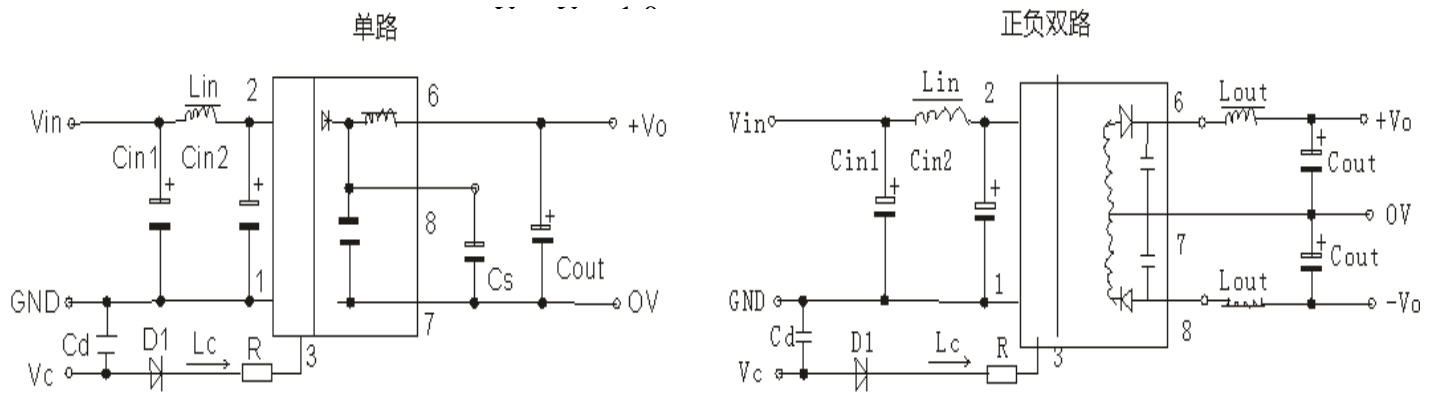 单路
正负双路
Lin
2
6
Vin
+Vo
Cin1
Cin2
8
1
Cs
Cout
GND
0V
7
Cd
D1
Lc
R
3
Vc
Lin
2
6
Lout
Vin
+Vo
Cin1
Cin2
Cout
0V
7
Cout
1
Lout
GND
-Vo
8
Cd
D1
Lc
R
3
Vc